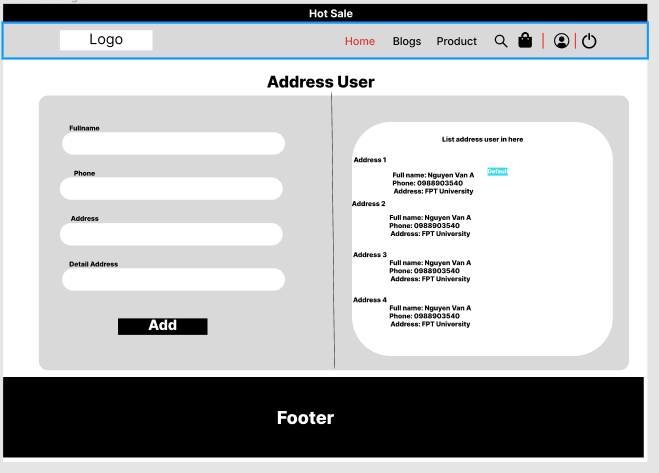 Hot Sale
Logo
Home Blogs Product
Address User
Fullname
Phone
Address
Detail Address
Add
List address user in here
Address 1
Default
Full name: Nguyen Van A
Phone: 0988903540
Address: FPT University
Address 2
Full name: Nguyen Van A
Phone: 0988903540
Address: FPT University
Address 3
Full name: Nguyen Van A
Phone: 0988903540
Address: FPT University
Address 4
Full name: Nguyen Van A
Phone: 0988903540
Address: FPT University
Footer